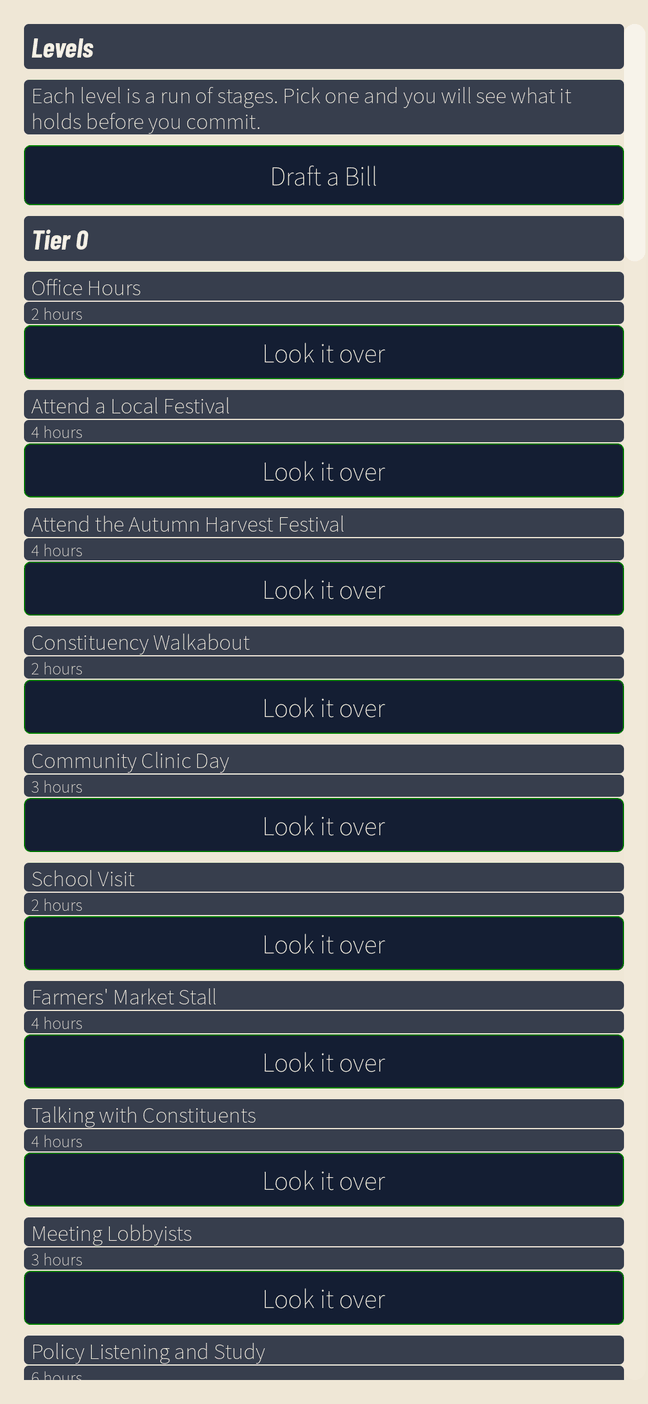 Levels
Each level is a run of stages. Pick one and you will see what it
holds before you commit.
Draft a Bill
Tier 0
Office Hours
2 hours
Look it over
Attend a Local Festival
4 hours
Look it over
Attend the Autumn Harvest Festival
4 hours
Look it over
Constituency Walkabout
2 hours
Look it over
Community Clinic Day
3 hours
Look it over
School Visit
2 hours
Look it over
Farmers' Market Stall
4 hours
Look it over
Talking with Constituents
4 hours
Look it over
Meeting Lobbyists
3 hours
Look it over
Policy Listening and Study
6 hours